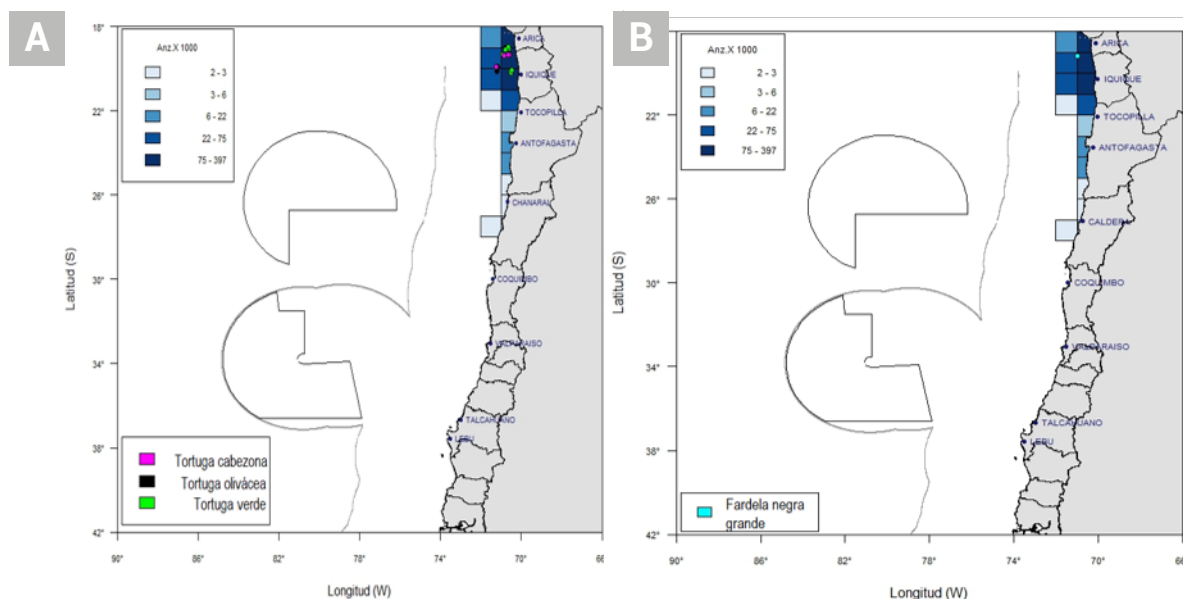 A
18°
22°
26°
30°
34°
38°
42°
Latitud (S)
Anz.X 1000
2 - 3
3 - 6
6 - 22
22 - 75
75 - 397
ARICA
IQUIQUE
TOCOPILLA
ANTOFAGASTA
CHAÑARAL
COQUIMBO
VALPARAISO
TALCAHUANO
LEBU
Tortuga cabezona
Tortuga olivácea
Tortuga verde
90°
86°
82°
78°
74°
70°
66
Longitud (W)
B
22°
26°
30°
34°
38°
42°
Latitud (S)
Anz.X 1000
2 - 3
3 - 6
6 - 22
22 - 75
75 - 397
ARICA
IQUIQUE
TOCOPILLA
ANTOFAGASTA
CALDERA
COQUIMBO
VALPARAISO
TALCAHUANO
LEBU
Fardela negra
grande
90°
86°
82°
78°
74°
70°
66
Longitud (W)